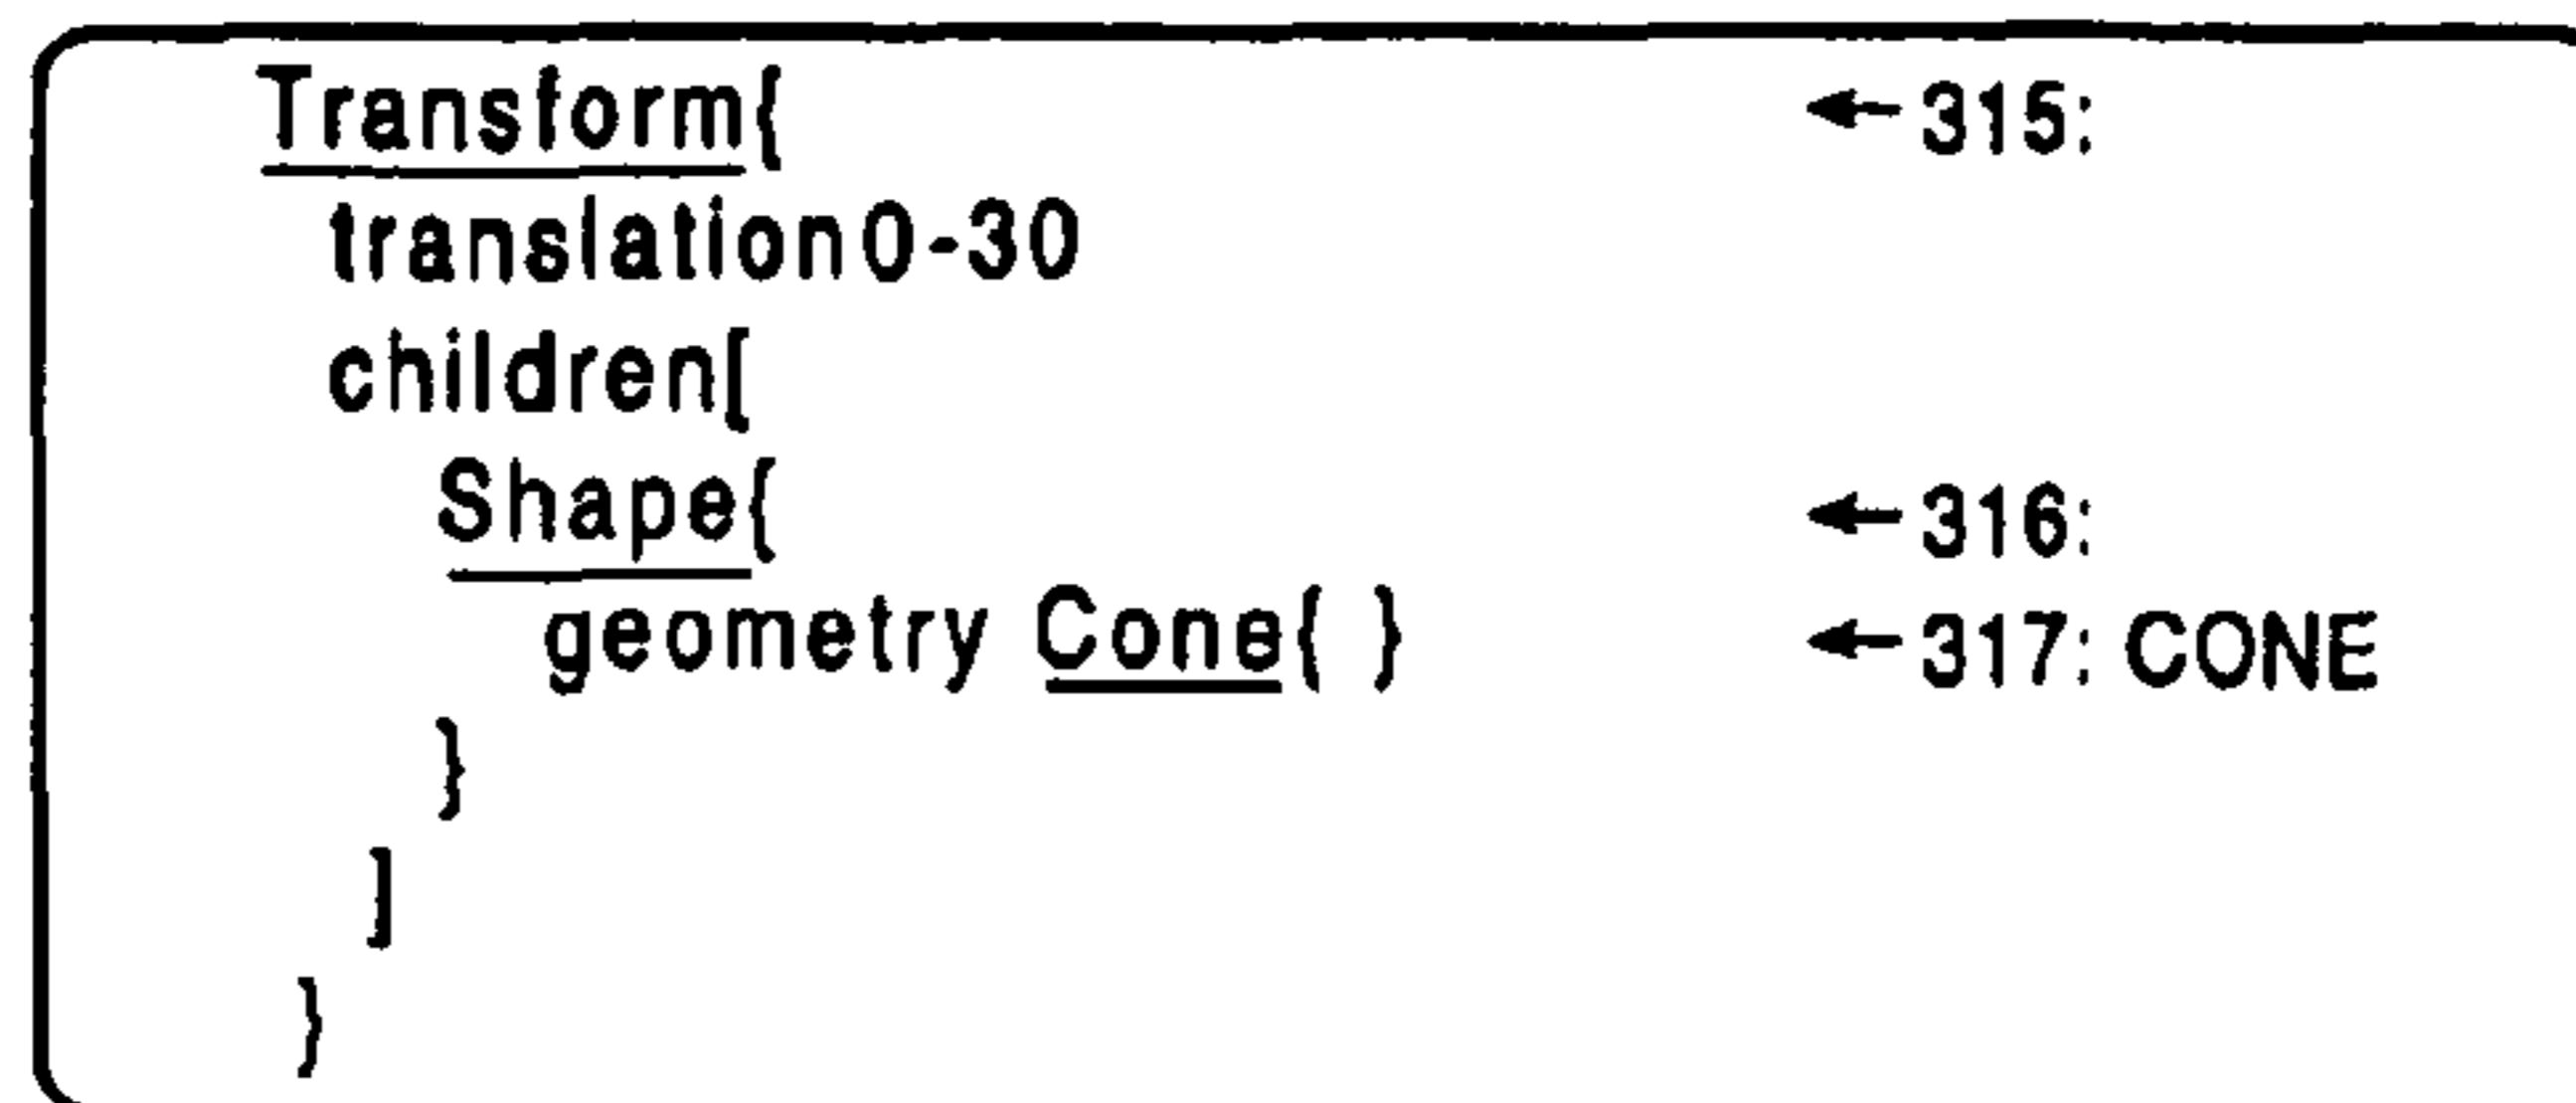 Transform{ ←315:
translation0-30
children[
Shape{ ←316:
geometry Cone{ } ←317: CONE
}
]
}